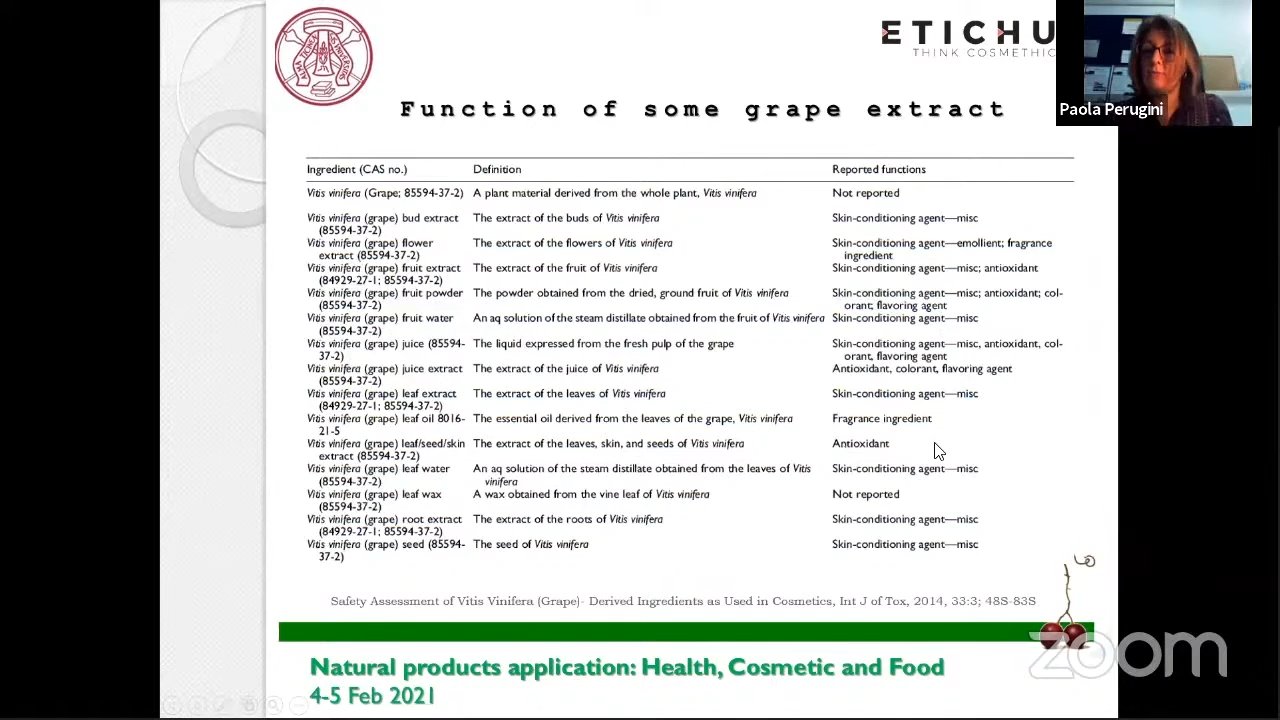 ETICHU
THINK COSMETHIC
Paola Perugini
Function of some grape extract
Ingredient (CAS no.) Definition Reported functions
Vitis vinifera (Grape; 85594-37-2) A plant material derived from the whole plant, Vitis vinifera Not reported
Vitis vinifera (grape) bud extract The extract of the buds of Vitis vinifera Skin-conditioning agent—misc
(85594-37-2)
Vitis vinifera (grape) flower The extract of the flowers of Vitis vinifera Skin-conditioning agent—emollient; fragrance
extract (85594-37-2) ingredient
Vitis vinifera (grape) fruit extract The extract of the fruit of Vitis vinifera Skin-conditioning agent—misc; antioxidant
(84929-27-1; 85594-37-2)
Vitis vinifera (grape) fruit powder The powder obtained from the dried, ground fruit of Vitis vinifera Skin-conditioning agent—misc; antioxidant; col-
(85594-37-2) orant; flavoring agent
Vitis vinifera (grape) fruit water An aq solution of the steam distillate obtained from the fruit of Vitis vinifera Skin-conditioning agent—misc
(85594-37-2)
Vitis vinifera (grape) juice (85594- The liquid expressed from the fresh pulp of the grape Skin-conditioning agent—misc, antioxidant, col-
37-2) orant, flavoring agent
Vitis vinifera (grape) juice extract The extract of the juice of Vitis vinifera Antioxidant, colorant, flavoring agent
(85594-37-2)
Vitis vinifera (grape) leaf extract The extract of the leaves of Vitis vinifera Skin-conditioning agent—misc
(84929-27-1; 85594-37-2)
Vitis vinifera (grape) leaf oil 8016- The essential oil derived from the leaves of the grape, Vitis vinifera Fragrance ingredient
21-5
Vitis vinifera (grape) leaf/seed/skin The extract of the leaves, skin, and seeds of Vitis vinifera Antioxidant
extract (85594-37-2)
Vitis vinifera (grape) leaf water An aq solution of the steam distillate obtained from the leaves of Vitis Skin-conditioning agent—misc
(85594-37-2) vinifera
Vitis vinifera (grape) leaf wax A wax obtained from the vine leaf of Vitis vinifera Not reported
(85594-37-2)
Vitis vinifera (grape) root extract The extract of the roots of Vitis vinifera Skin-conditioning agent—misc
(84929-27-1; 85594-37-2)
Vitis vinifera (grape) seed (85594- The seed of Vitis vinifera Skin-conditioning agent—misc
37-2)
Safety Assessment of Vitis Vinifera (Grape)- Derived Ingredients as Used in Cosmetics, Int J of Tox, 2014, 33:3; 48S-83S
zoom
Natural products application: Health, Cosmetic and Food
4-5 Feb 2021